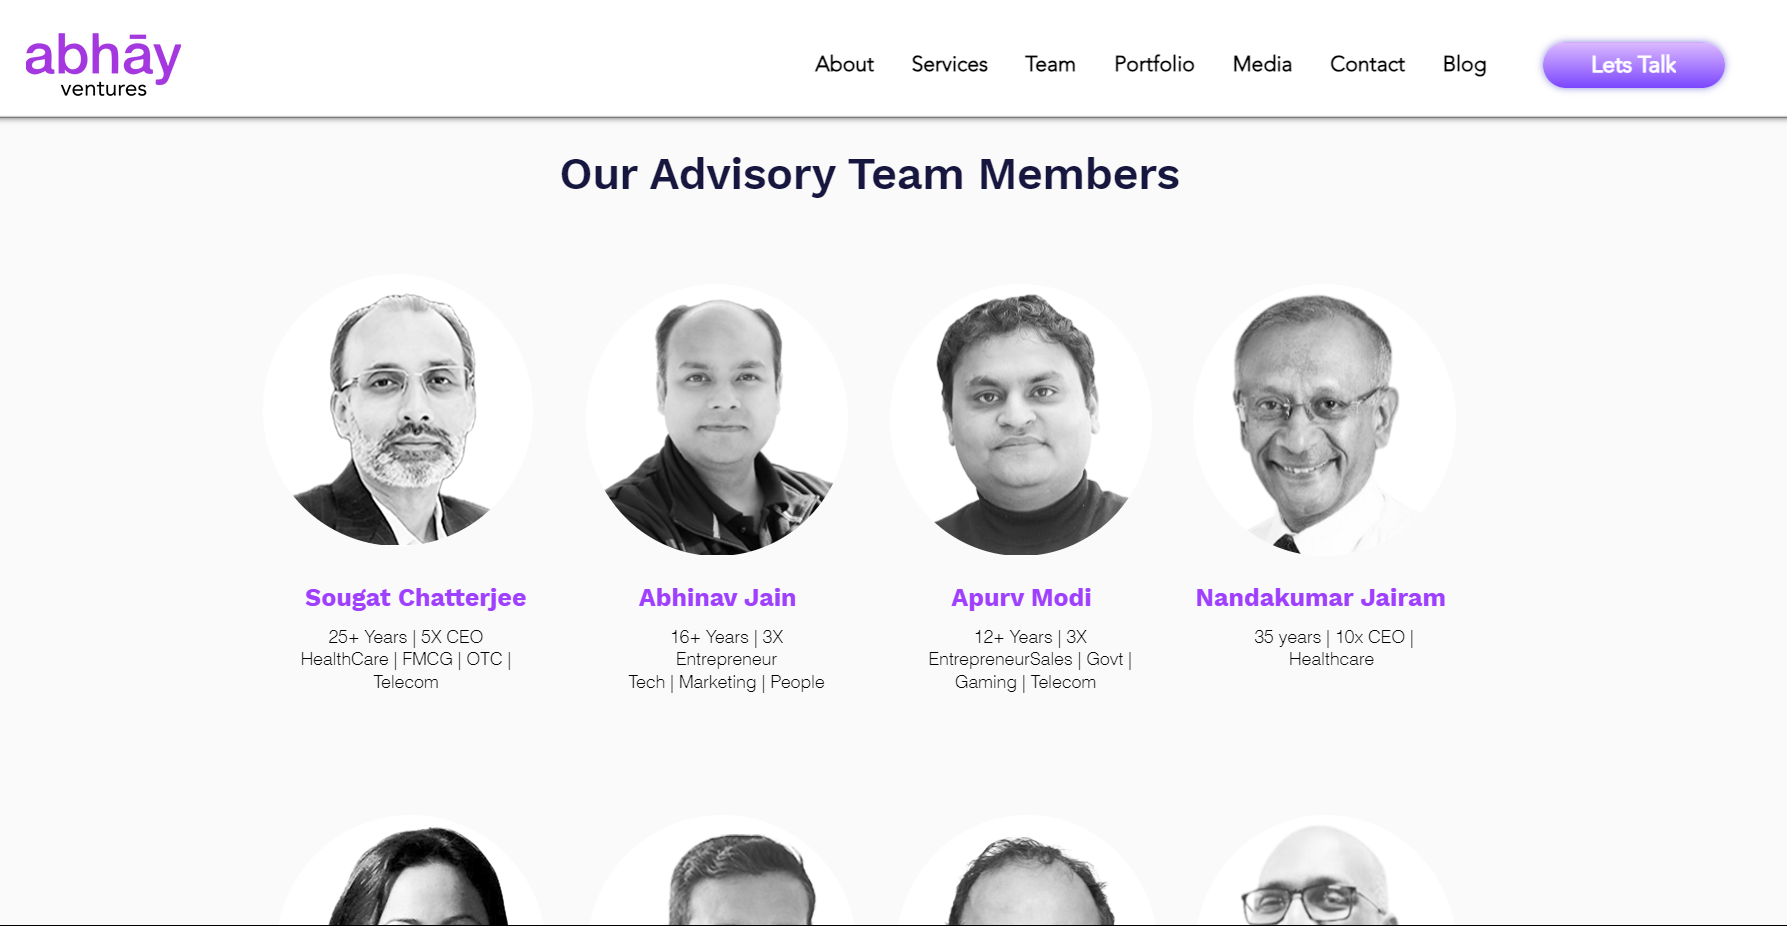 abhāy
ventures
About Services Team Portfolio Media Contact Blog Lets Talk
Our Advisory Team Members
Sougat Chatterjee
25+ Years | 5X CEO
HealthCare | FMCG | OTC |
Telecom
Abhinav Jain
16+ Years | 3X
Entrepreneur
Tech | Marketing | People
Apurv Modi
12+ Years | 3X
EntrepreneurSales | Govt |
Gaming | Telecom
Nandakumar Jairam
35 years | 10x CEO |
Healthcare